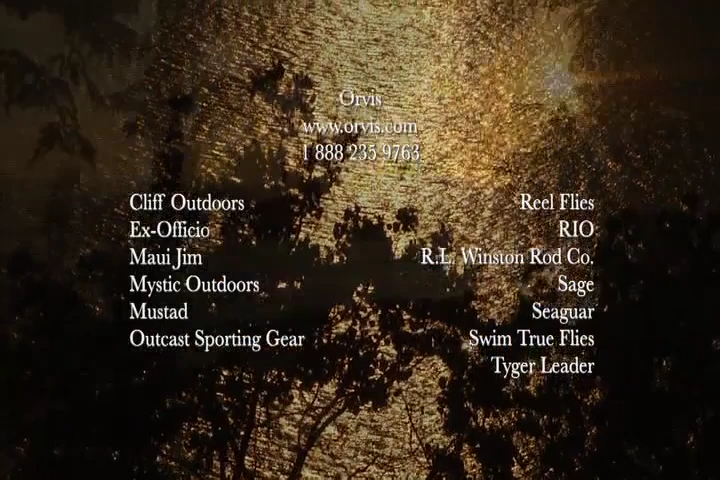 Orvis
www.orvis.com
1 888 235 9763
Cliff Outdoors
Ex-Officio
Maui Jim
Mystic Outdoors
Mustad
Outcast Sporting Gear
Reel Flies
RIO
R.L. Winston Rod Co.
Sage
Seaguar
Swim True Flies
Tyger Leader